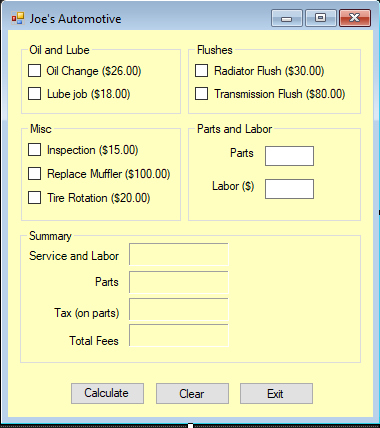 Joe's Automotive
Oil and Lube
Oil Change ($26.00)
Lube job ($18.00)
Flushes
Radiator Flush ($30.00)
Transmission Flush ($80.00)
Misc
Inspection ($15.00)
Replace Muffler ($100.00)
Tire Rotation ($20.00)
Parts and Labor
Parts
Labor ($)
Summary
Service and Labor
Parts
Tax (on parts)
Total Fees
Calculate
Clear
Exit